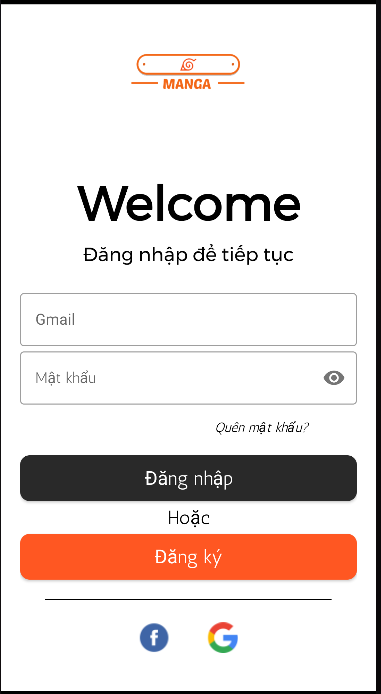 MANGA
Welcome
Đăng nhập để tiếp tục
Gmail
Mật khẩu
Quên mật khẩu?
Đăng nhập
Hoặc
Đăng ký